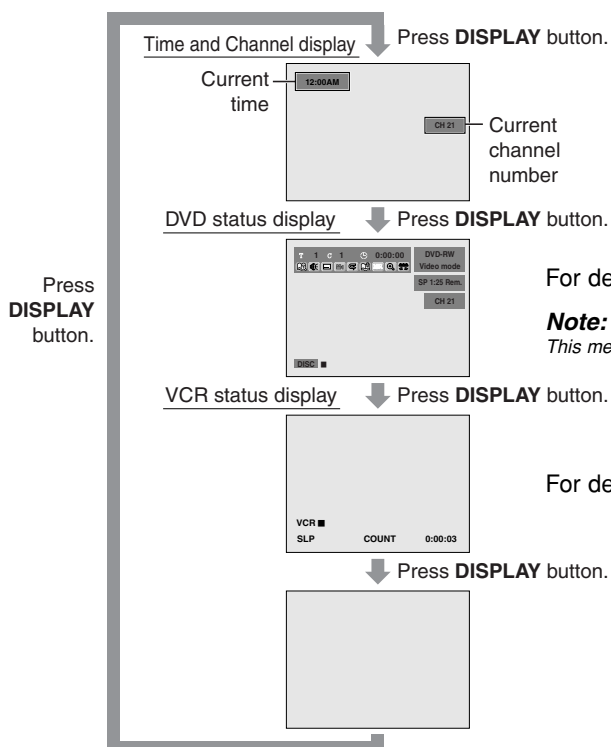 Time and Channel display
Press DISPLAY button.
Current
time
12:00AM
CH 21
Current
channel
number
DVD status display
Press DISPLAY button.
1 1 0:00:00
DVD-RW
Video mode
SP 1:25 Rem.
CH 21
DISC ■
For de
Note:
This me
Press
DISPLAY
button.
VCR status display
Press DISPLAY button.
VCR ■
SLP COUNT 0:00:03
For de
Press DISPLAY button.